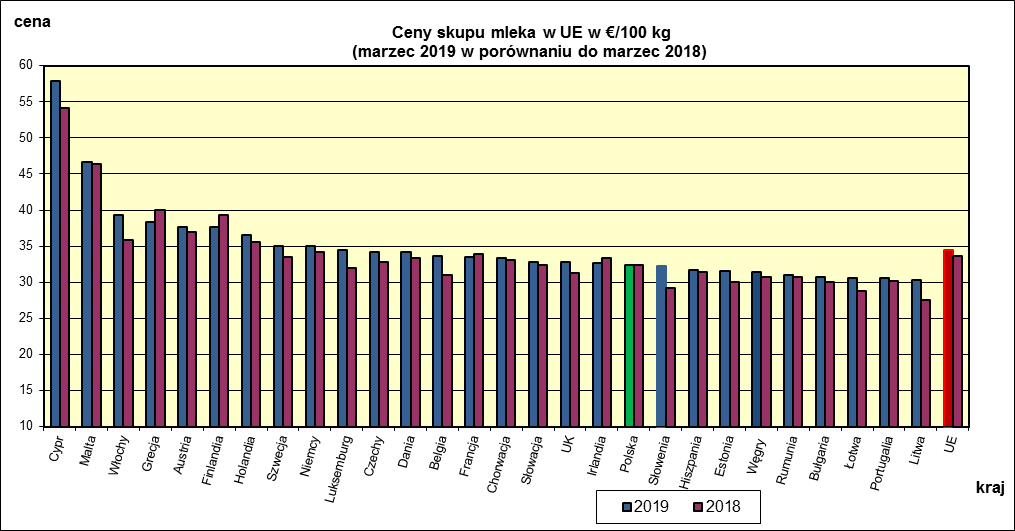 cena
Ceny skupu mleka w UE w €/100 kg
(marzec 2019 w porównaniu do marzec 2018)
60
55
50
45
40
35
30
25
20
15
10
Cypr
Malta
Włochy
Grecja
Austria
Finlandia
Holandia
Szwecja
Niemcy
Luksemburg
Czechy
Dania
Belgia
Francja
Chorwacja
Słowacja
UK
Irlandia
Polska
Słowenia
Hiszpania
Estonia
Węgry
Rumunia
Bułgaria
Łotwa
Portugalia
Litwa
UE
kraj
2019 2018